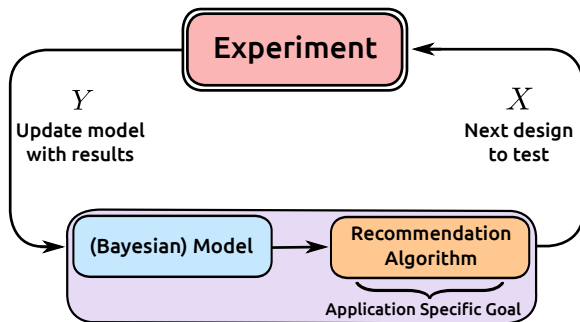 Experiment
Y
Update model
with results
X
Next design
to test
(Bayesian) Model
Recommendation
Algorithm
Application Specific Goal